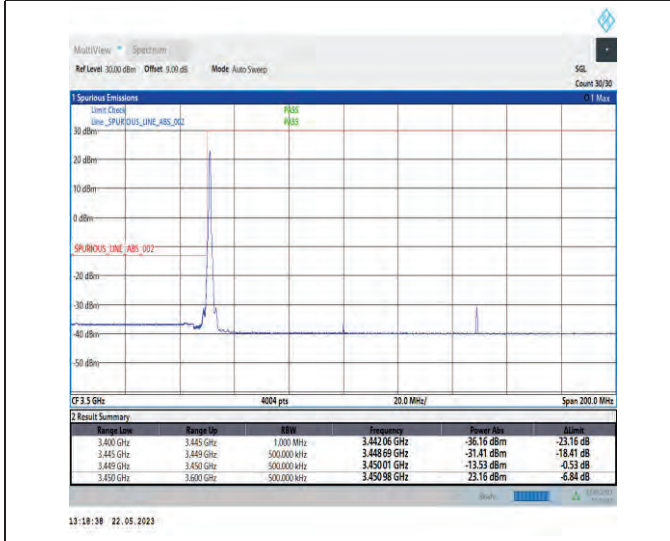 MultiView Spectrum
Ref Level 30.00 dBm Offset 9.09 dB Mode Auto Sweep SGL
Count 30/30
1 Spurious Emissions 1 Max
Limit Check PASS
Line _SPURIOUS_LINE_ABS_002 PASS
30 dBm
20 dBm
10 dBm
0 dBm
SPURIOUS_LINE_ABS_002
-20 dBm
-30 dBm
-40 dBm
-50 dBm
CF 3.5 GHz 4004 pts 20.0 MHz/ Span 200.0 MHz
2 Result Summary
Range Low Range Up RBW Frequency Power Abs ΔLimit
3.400 GHz 3.445 GHz 1.000 MHz 3.44206 GHz -36.16 dBm -23.16 dB
3.445 GHz 3.449 GHz 500.000 kHz 3.44869 GHz -31.41 dBm -18.41 dB
3.449 GHz 3.450 GHz 500.000 kHz 3.45001 GHz -13.53 dBm -0.53 dB
3.450 GHz 3.600 GHz 500.000 kHz 3.45098 GHz 23.16 dBm -6.84 dB
13:18:38 22.05.2023